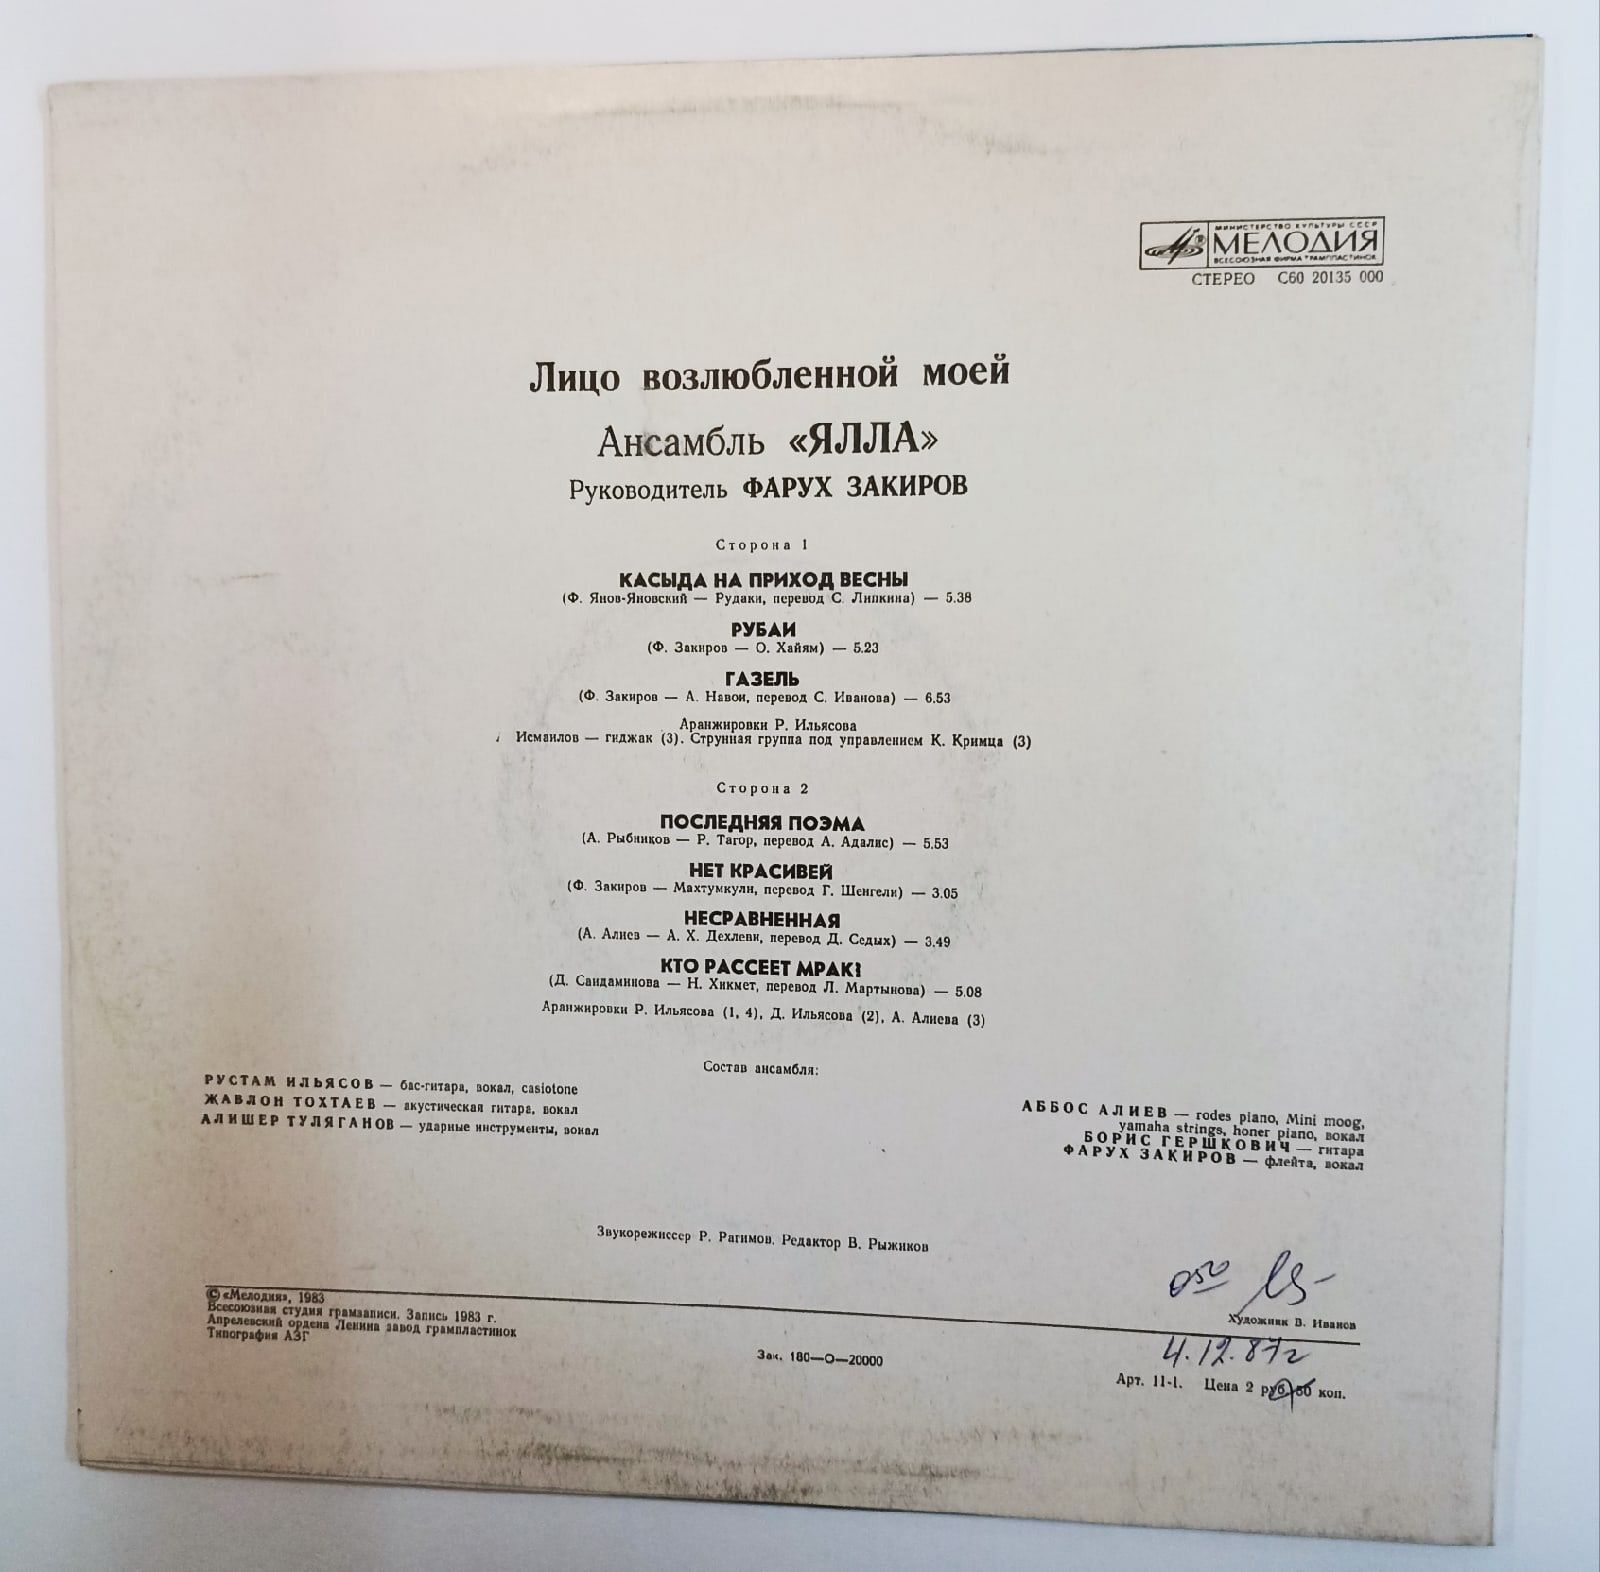 МИНИСТЕРСТВО КУЛЬТУРЫ СССР
МЕЛОДИЯ
ВСЕСОЮЗНАЯ ФИРМА ГРАМПЛАСТИНОК
СТЕРЕО С60 20135 000
Лицо возлюбленной моей
Ансамбль «ЯЛЛА»
Руководитель ФАРУХ ЗАКИРОВ
Сторона 1
КАСЫДА НА ПРИХОД ВЕСНЫ
(Ф. Янов-Яновский — Рудаки, перевод С. Липкина) — 5.38
РУБАИ
(Ф. Закиров — О. Хайям) — 5.23
ГАЗЕЛЬ
(Ф. Закиров — А. Навои, перевод С. Иванова) — 6.53
Аранжировки Р. Ильясова
Исмаилов — гиджак (3). Струнная группа под управлением К. Кримца (3)
Сторона 2
ПОСЛЕДНЯЯ ПОЭМА
(А. Рыбников — Р. Тагор, перевод А. Адалис) — 5.53
НЕТ КРАСИВЕЙ
(Ф. Закиров — Махтумкули, перевод Г. Шенгели) — 3.05
НЕСРАВНЕННАЯ
(А. Алиев — А. Х. Дехлеви, перевод Д. Седых) — 3.49
КТО РАССЕЕТ МРАК?
(Д. Саидаминова — Н. Хикмет, перевод Л. Мартынова) — 5.08
Аранжировки Р. Ильясова (1, 4), Д. Ильясова (2), А. Алиева (3)
Состав ансамбля:
РУСТАМ ИЛЬЯСОВ — бас-гитара, вокал, casiotone
ЖАВЛОН ТОХТАЕВ — акустическая гитара, вокал
АЛИШЕР ТУЛЯГАНОВ — ударные инструменты, вокал
АББОС АЛИЕВ — rodes piano, Mini moog,
yamaha strings, honer piano, вокал
БОРИС ГЕРШКОВИЧ — гитара
ФАРУХ ЗАКИРОВ — флейта, вокал
Звукорежиссер Р. Рагимов. Редактор В. Рыжиков
© «Мелодия», 1983
Всесоюзная студия грамзаписи. Запись 1983 г.
Апрелевский ордена Ленина завод грампластинок
Типография АЗГ
Зак. 180—О—20000
Художник В. Иванов
4.12.87г
Арт. 11-1. Цена 2 руб. 50 коп.